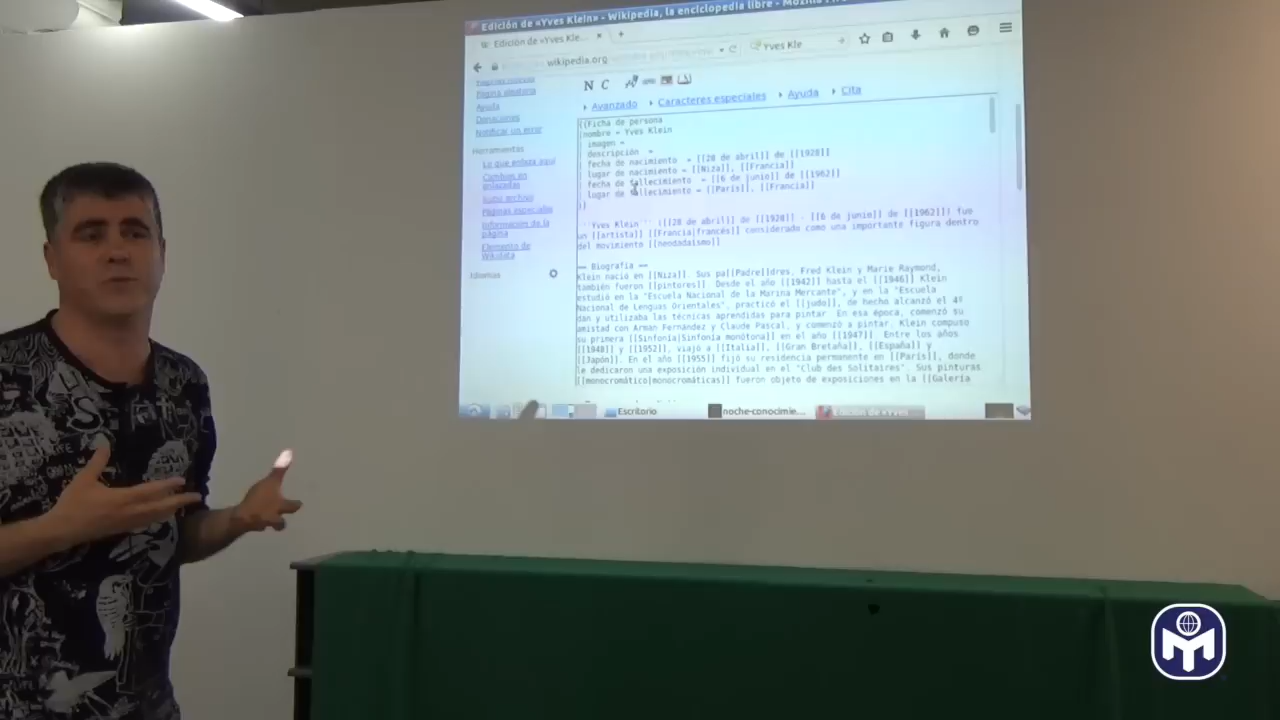 Edición de «Yves Klein» - Wikipedia, la enciclopedia libre - Mozilla
Edición de «Yves Kle...
wikipedia.org
Yves Kle
Página aleatoria
Ayuda
Donaciones
Notificar un error
Herramientas
Lo que enlaza aquí
Cambios en
enlazadas
Subir archivo
Páginas especiales
Información de la
página
Elemento de
Wikidata
Idiomas
N C
Avanzado Caracteres especiales Ayuda Cita
{{Ficha de persona
|nombre = Yves Klein
| imagen =
| descripción =
| fecha de nacimiento = [[28 de abril]] de [[1928]]
| lugar de nacimiento = [[Niza]], [[Francia]]
| fecha de fallecimiento = [[6 de junio]] de [[1962]]
| lugar de fallecimiento = [[París]], [[Francia]]
}}
'''Yves Klein''' ([[28 de abril]] de [[1928]] - [[6 de junio]] de [[1962]]) fue
un [[artista]] [[Francia|francés]] considerado como una importante figura dentro
del movimiento [[neodadaísmo]]
== Biografía ==
Klein nació en [[Niza]]. Sus pa[[Padre]]dres, Fred Klein y Marie Raymond,
también fueron [[pintores]]. Desde el año [[1942]] hasta el [[1946]] Klein
estudió en la "Escuela Nacional de la Marina Mercante", y en la "Escuela
Nacional de Lenguas Orientales", practicó el [[judo]], de hecho alcanzó el 4º
dan y utilizaba las técnicas aprendidas para pintar. En esa época, comenzó su
amistad con Arman Fernández y Claude Pascal, y comenzó a pintar. Klein compuso
su primera [[Sinfonía|Sinfonía monótona]] en el año [[1947]]. Entre los años
[[1948]] y [[1952]], viajó a [[Italia]], [[Gran Bretaña]], [[España]] y
[[Japón]]. En el año [[1955]] fijó su residencia permanente en [[París]], donde
le dedicaron una exposición individual en el "Club des Solitaires". Sus pinturas
[[monocromático|monocromáticas]] fueron objeto de exposiciones en la [[Galería
Escritorio
noche-conocimie...
Edición de «Yves